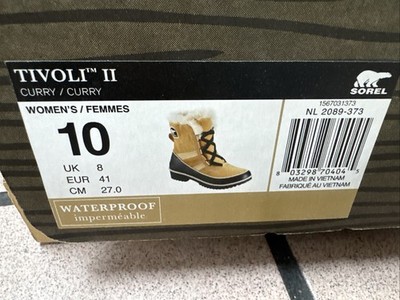 TIVOLI™ II
CURRY / CURRY
SOREL
WOMEN'S / FEMMES
10
UK 8
EUR 41
CM 27.0
1567031373
NL 2089-373
8 03298 70404 5
MADE IN VIETNAM
FABRIQUÉ AU VIETNAM
WATERPROOF
imperméable